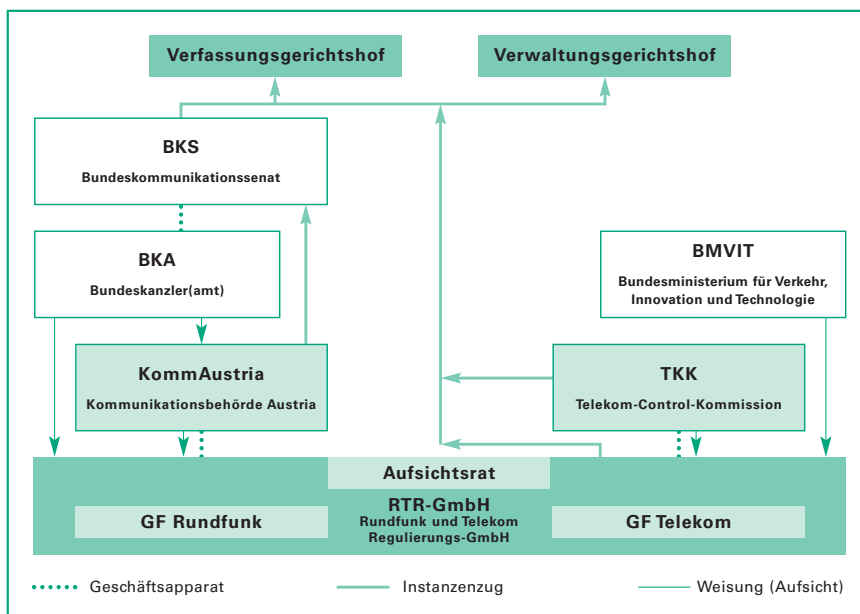 Verfassungsgerichtshof
Verwaltungsgerichtshof
BKS
Bundeskommunikationssenat
BKA
Bundeskanzler(amt)
BMVIT
Bundesministerium für Verkehr,
Innovation und Technologie
KommAustria
Kommunikationsbehörde Austria
TKK
Telekom-Control-Kommission
Aufsichtsrat
GF Rundfunk
RTR-GmbH
Rundfunk und Telekom
Regulierungs-GmbH
GF Telekom
Geschäftsapparat
Instanzenzug
Weisung (Aufsicht)